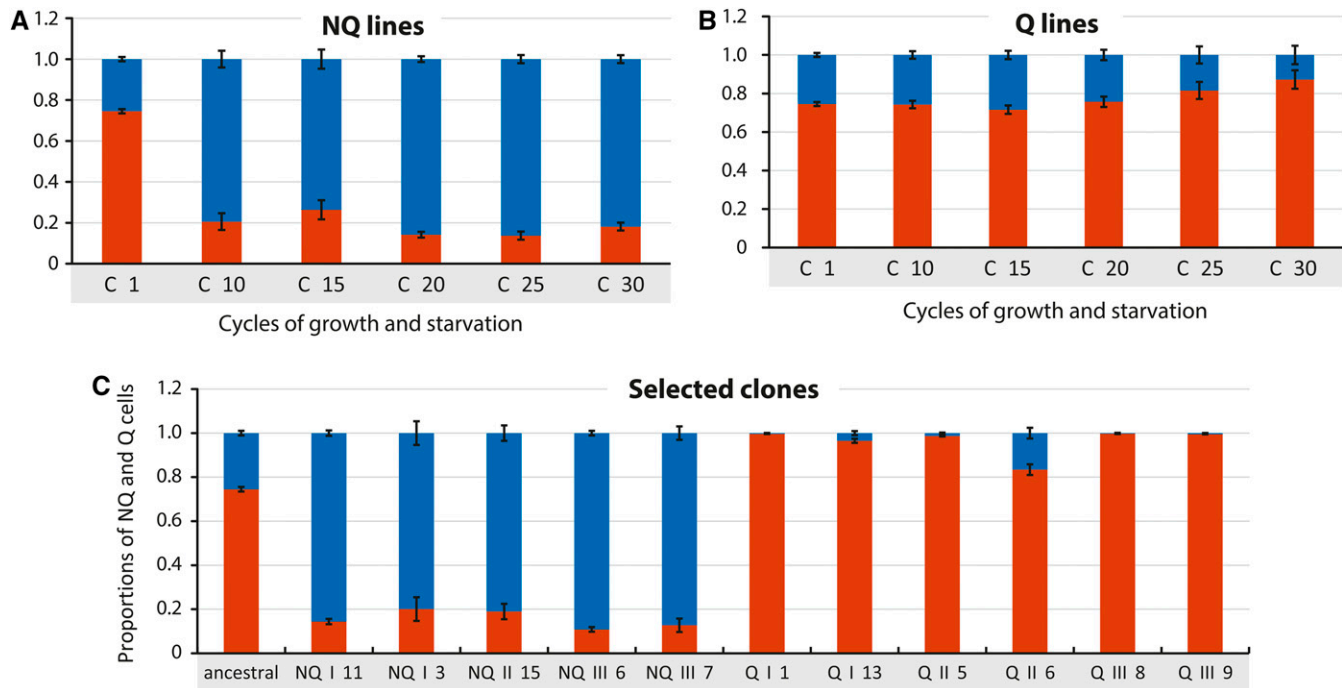 A
NQ lines
1.2
1.0
0.8
0.6
0.4
0.2
0
C 1 C 10 C 15 C 20 C 25 C 30
Cycles of growth and starvation
B
Q lines
1.2
1.0
0.8
0.6
0.4
0.2
0
C 1 C 10 C 15 C 20 C 25 C 30
Cycles of growth and starvation
C
Selected clones
Proportions of NQ and Q cells
1.2
1.0
0.8
0.6
0.4
0.2
0
ancestral NQ I 11 NQ I 3 NQ II 15 NQ III 6 NQ III 7 Q I 1 Q I 13 Q II 5 Q II 6 Q III 8 Q III 9